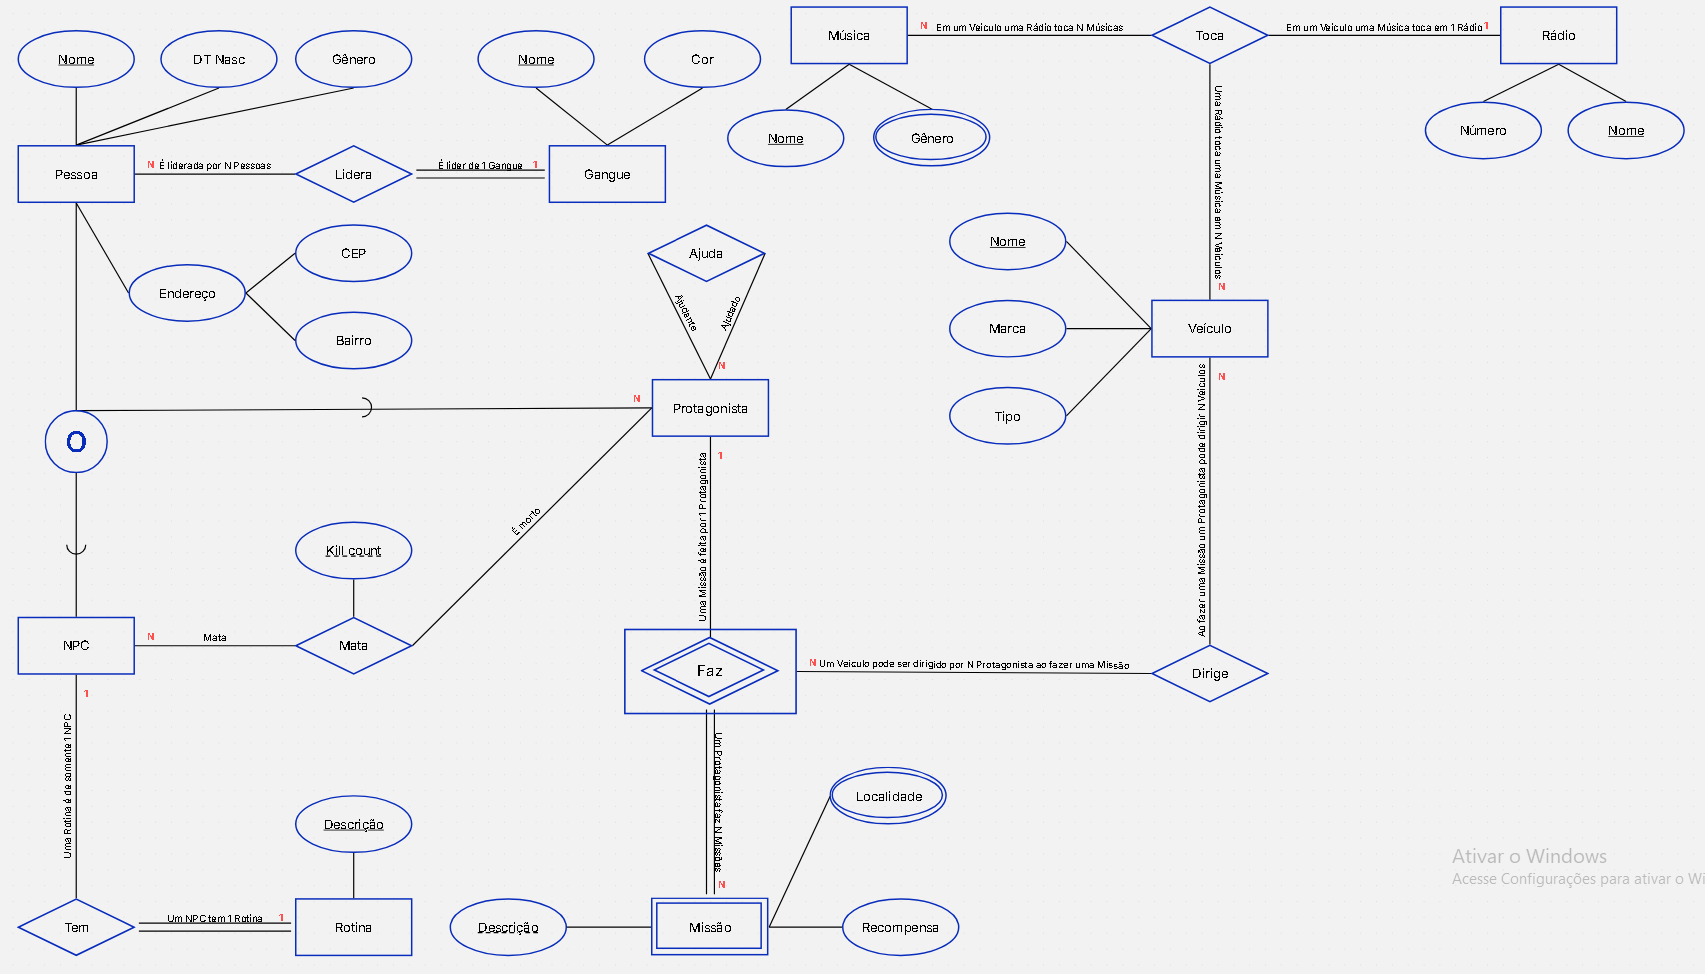 Nome
DT Nasc
Gênero
Nome
Cor
Música
N
Em um Veículo uma Rádio toca N Músicas
Toca
Em um Veículo uma Música toca em 1 Rádio
1
Rádio
Nome
Gênero
Número
Nome
Pessoa
N
É liderada por N Pessoas
Lidera
É líder de 1 Gangue
1
Gangue
Uma Rádio toca uma Música em N Veículos
N
Endereço
CEP
Bairro
Ajuda
Ajudante
Ajudado
N
Nome
Marca
Tipo
Veículo
N
Protagonista
N
O
1
Uma Missão é feita por 1 Protagonista
Ao fazer uma Missão um Protagonista pode dirigir N Veículos
É morto
Kill count
NPC
N
Mata
Mata
Faz
N
Um Veículo pode ser dirigido por N Protagonista ao fazer uma Missão
Dirige
1
Uma Rotina é de somente 1 NPC
Um Protagonista faz N Missões
N
Descrição
Localidade
Tem
Um NPC tem 1 Rotina
1
Rotina
Descrição
Missão
Recompensa
Ativar o Windows
Acesse Configurações para ativar o Wi